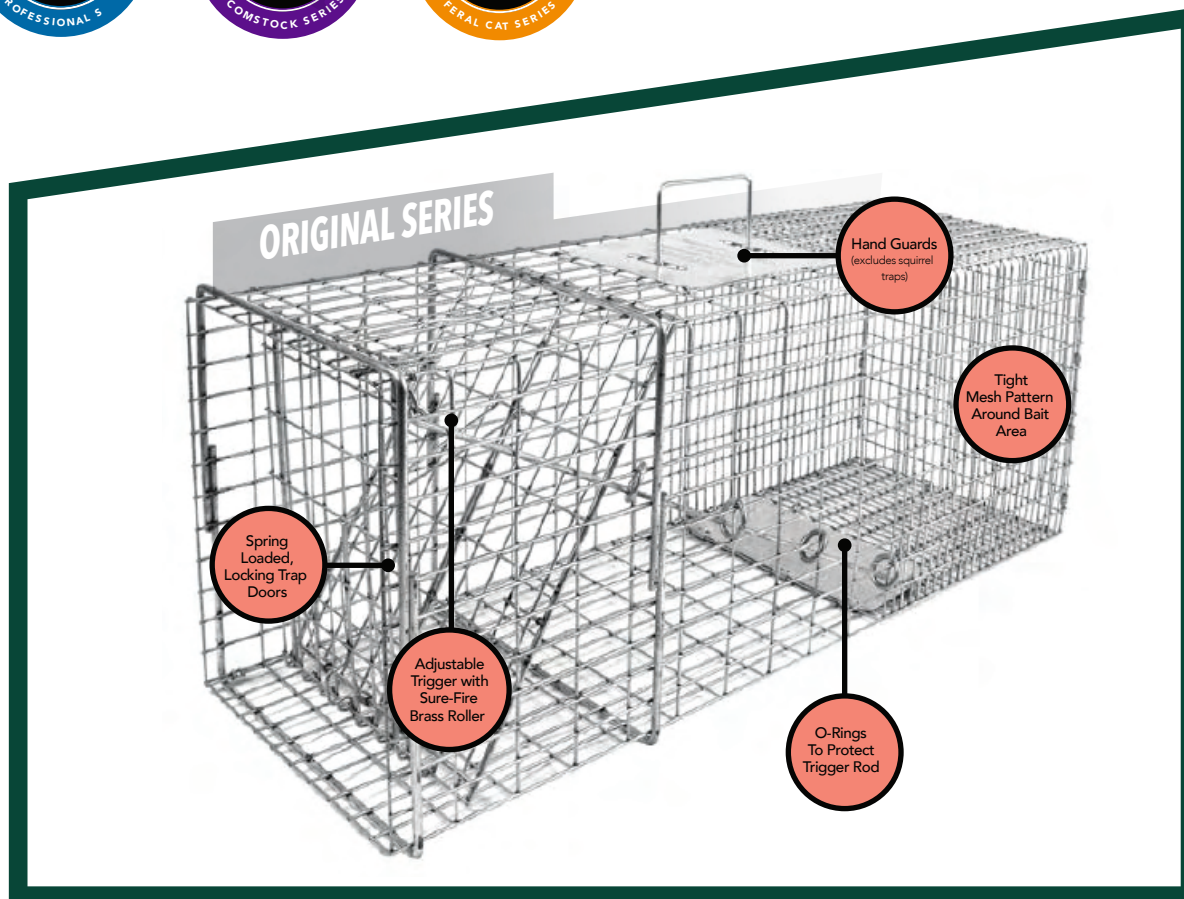 COMSTOCK SERIES
FERAL CAT SERIES
ORIGINAL SERIES
Hand Guards
(excludes squirrel
traps)
Tight
Mesh Pattern
Around Bait
Area
Spring
Loaded,
Locking Trap
Doors
Adjustable
Trigger with
Sure-Fire
Brass Roller
O-Rings
To Protect
Trigger Rod